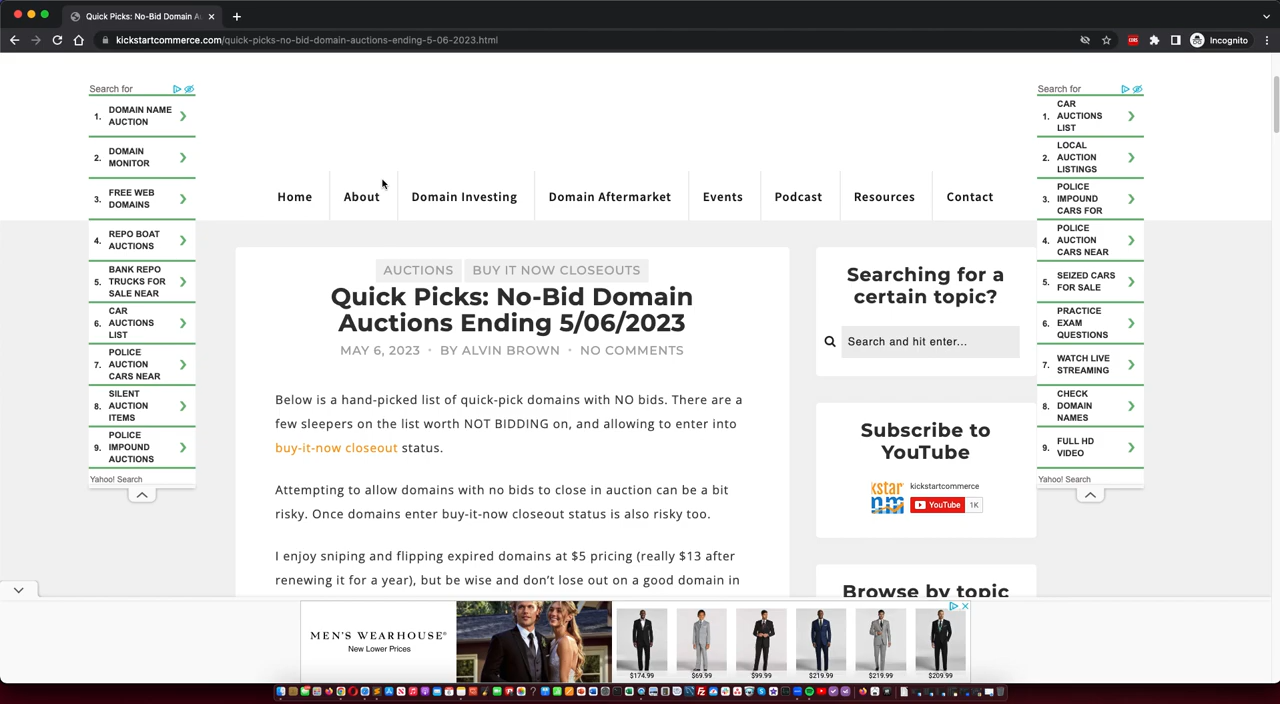 Quick Picks: No-Bid Domain A
kickstartcommerce.com/quick-picks-no-bid-domain-auctions-ending-5-06-2023.html
Incognito
Search for
1. DOMAIN NAME
AUCTION
2. DOMAIN
MONITOR
3. FREE WEB
DOMAINS
4. REPO BOAT
AUCTIONS
5. BANK REPO
TRUCKS FOR
SALE NEAR
6. CAR
AUCTIONS
LIST
7. POLICE
AUCTION
CARS NEAR
8. SILENT
AUCTION
ITEMS
9. POLICE
IMPOUND
AUCTIONS
Yahoo! Search
Home About Domain Investing Domain Aftermarket Events Podcast Resources Contact
AUCTIONS BUY IT NOW CLOSEOUTS
Quick Picks: No-Bid Domain
Auctions Ending 5/06/2023
MAY 6, 2023 · BY ALVIN BROWN · NO COMMENTS
Below is a hand-picked list of quick-pick domains with NO bids. There are a
few sleepers on the list worth NOT BIDDING on, and allowing to enter into
buy-it-now closeout status.
Attempting to allow domains with no bids to close in auction can be a bit
risky. Once domains enter buy-it-now closeout status is also risky too.
I enjoy sniping and flipping expired domains at $5 pricing (really $13 after
renewing it for a year), but be wise and don't lose out on a good domain in
Searching for a
certain topic?
Search and hit enter...
Subscribe to
YouTube
kickstartcommerce
YouTube 1K
Browse by topic
Search for
1. CAR
AUCTIONS
LIST
2. LOCAL
AUCTION
LISTINGS
3. POLICE
IMPOUND
CARS FOR
4. POLICE
AUCTION
CARS NEAR
5. SEIZED CARS
FOR SALE
6. PRACTICE
EXAM
QUESTIONS
7. WATCH LIVE
STREAMING
8. CHECK
DOMAIN
NAMES
9. FULL HD
VIDEO
Yahoo! Search
MEN'S WEARHOUSE®
New Lower Prices
$174.99 $69.99 $99.99 $219.99 $219.99 $209.99